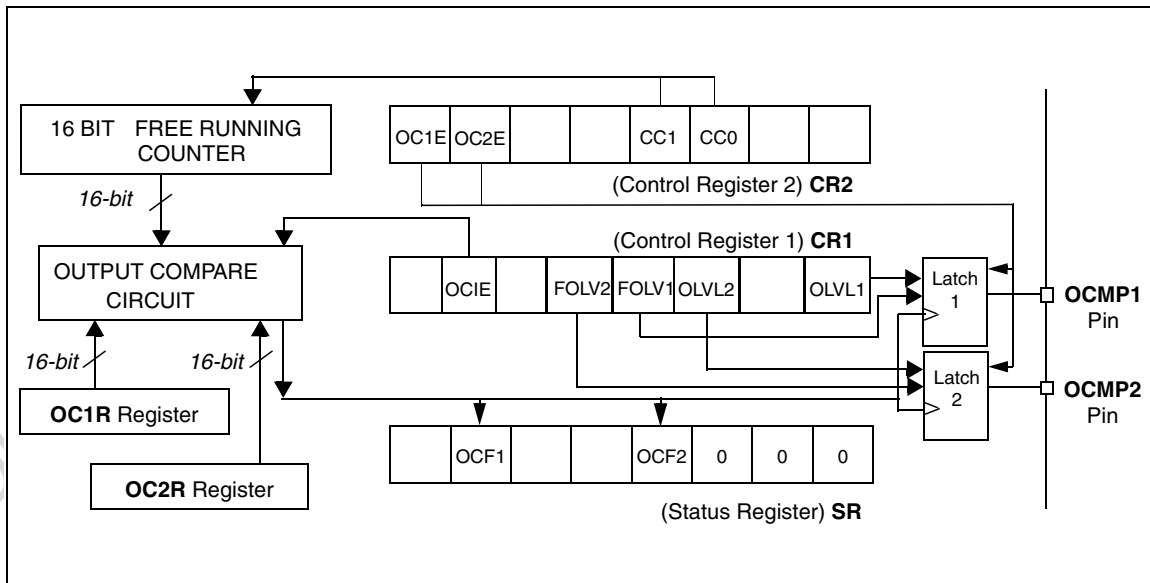 16 BIT FREE RUNNING
COUNTER
16-bit
OUTPUT COMPARE
CIRCUIT
16-bit
16-bit
OC1R Register
OC2R Register
OC1E OC2E CC1 CC0
(Control Register 2) CR2
(Control Register 1) CR1
OCIE FOLV2 FOLV1 OLVL2 OLVL1
Latch
1
OCMP1
Pin
Latch
2
OCMP2
Pin
OCF1 OCF2 0 0 0
(Status Register) SR